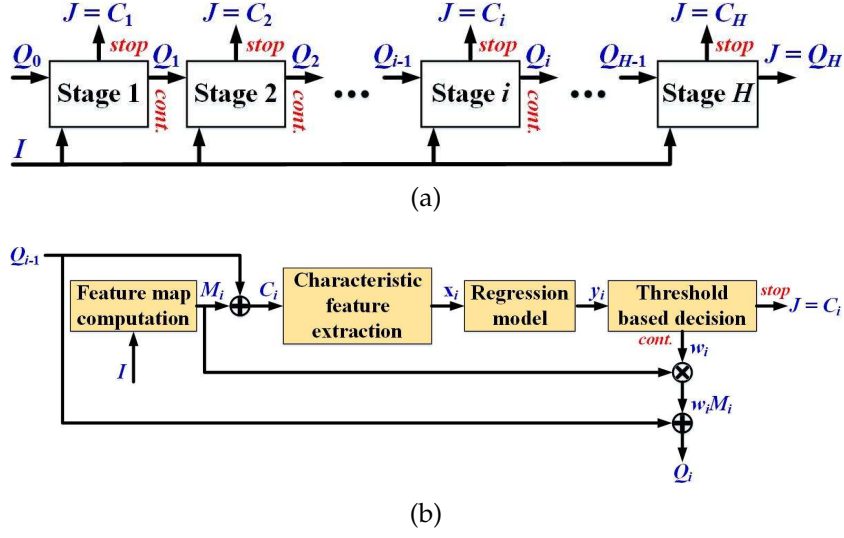 J = C1 J = C2 J = Ci J = CH
Q0 stop Q1 stop Q2 Qi-1 stop Qi QH-1 stop J = QH
Stage 1 Stage 2 ••• Stage i ••• Stage H
cont. cont. cont.
I
(a)
Qi-1
Feature map computation
Mi
Ci
Characteristic
feature
extraction
xi
Regression
model
yi
Threshold
based decision
stop
J = Ci
cont.
wi
I
wiMi
Qi
(b)